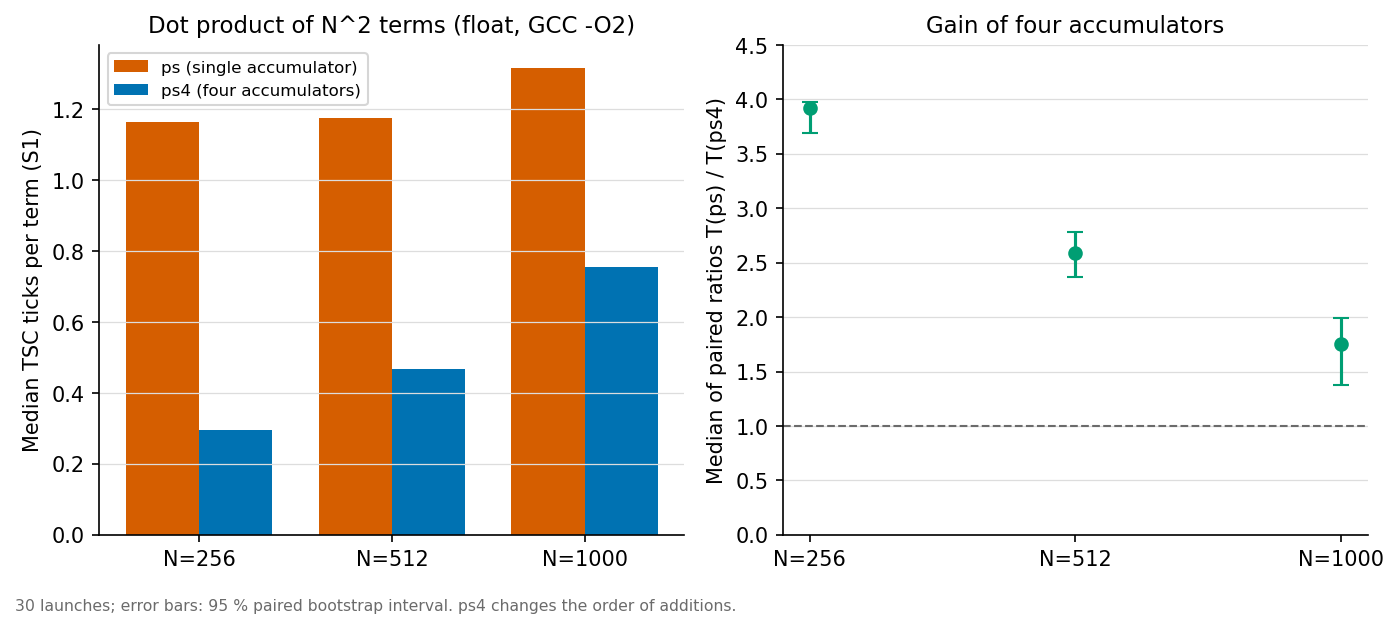 Dot product of N^2 terms (float, GCC -O2)
ps (single accumulator)
ps4 (four accumulators)
Median TSC ticks per term (S1)
1.2
1.0
0.8
0.6
0.4
0.2
0.0
N=256
N=512
N=1000
Gain of four accumulators
Median of paired ratios T(ps) / T(ps4)
4.5
4.0
3.5
3.0
2.5
2.0
1.5
1.0
0.5
0.0
N=256
N=512
N=1000
30 launches; error bars: 95 % paired bootstrap interval. ps4 changes the order of additions.